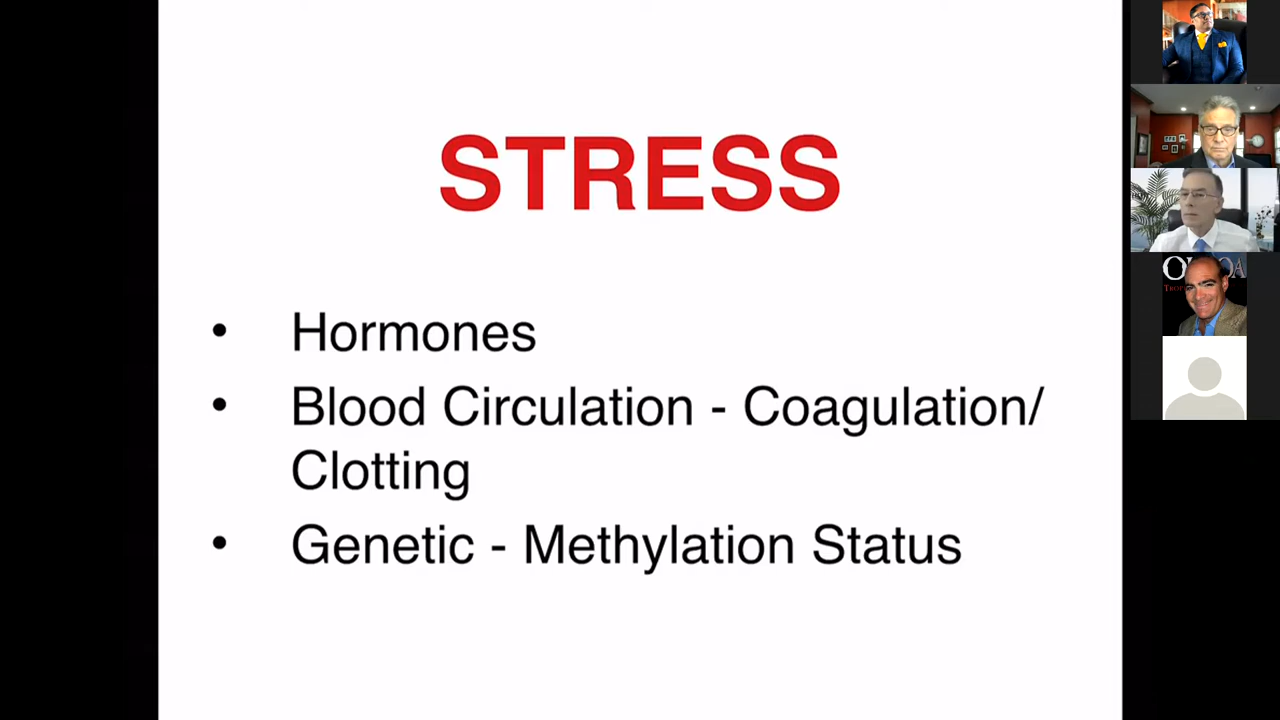 STRESS
• Hormones
• Blood Circulation - Coagulation/
Clotting
• Genetic - Methylation Status